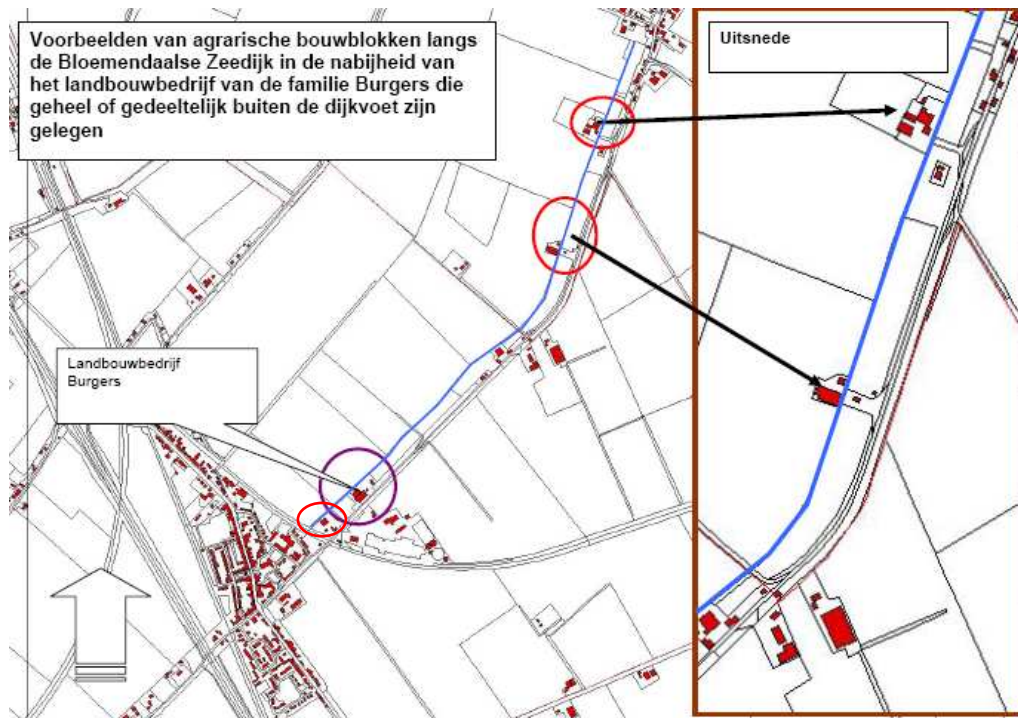 Voorbeelden van agrarische bouwblokken langs
de Bloemendaalse Zeedijk in de nabijheid van
het landbouwbedrijf van de familie Burgers die
geheel of gedeeltelijk buiten de dijkvoet zijn
gelegen
Uitsnede
Landbouwbedrijf
Burgers